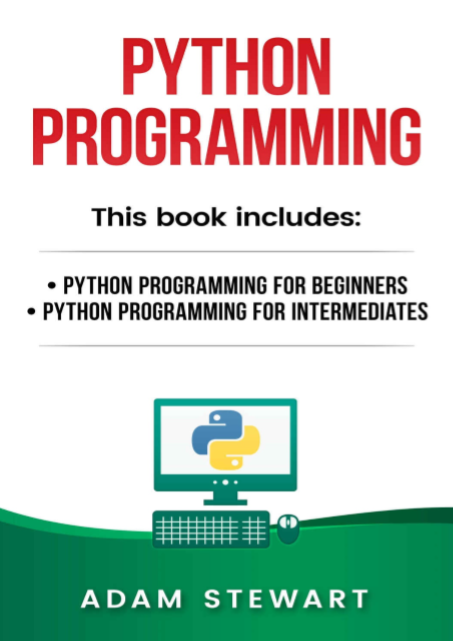 PYTHON
PROGRAMMING
This book includes:
• PYTHON PROGRAMMING FOR BEGINNERS
• PYTHON PROGRAMMING FOR INTERMEDIATES
ADAM STEWART